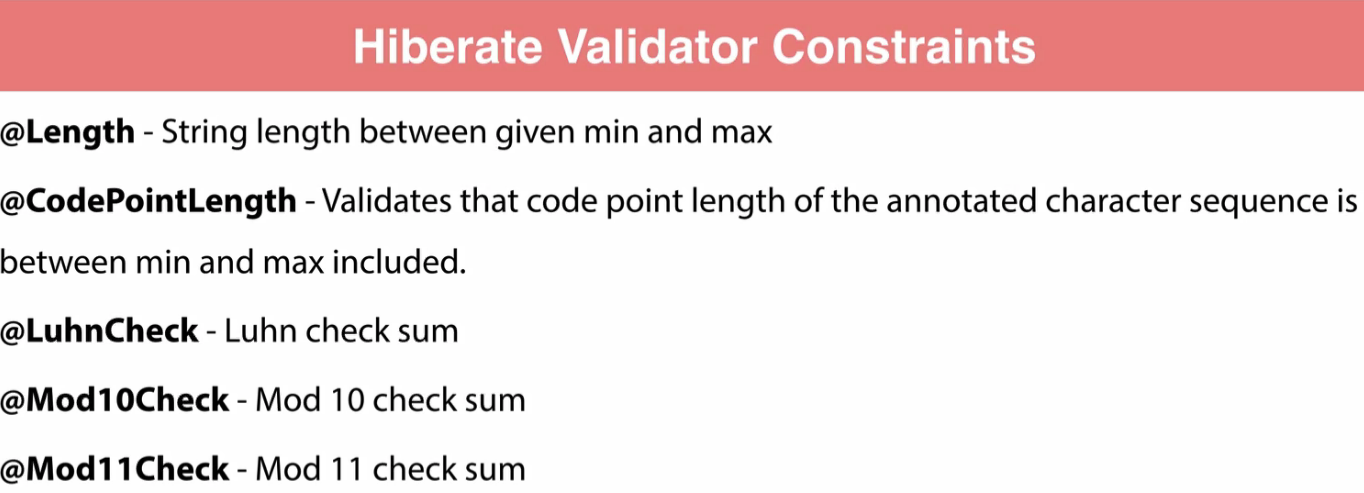 Hiberate Validator Constraints
@Length - String length between given min and max
@CodePointLength - Validates that code point length of the annotated character sequence is
between min and max included.
@LuhnCheck - Luhn check sum
@Mod10Check - Mod 10 check sum
@Mod11Check - Mod 11 check sum